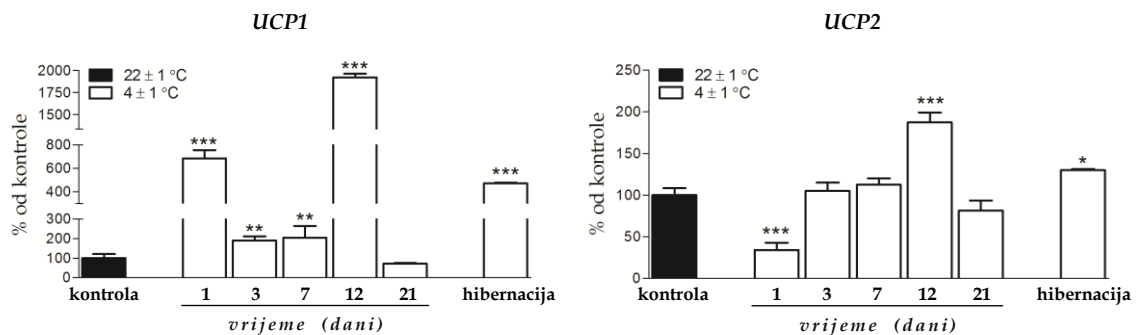 UCP1
% od kontrole
22 ± 1 °C
4 ± 1 °C
2000
1750
1500
1250
800
600
400
300
200
100
0
***
**
**
***
***
kontrola 1 3 7 12 21 hibernacija
vrijeme (dani)
UCP2
% od kontrole
22 ± 1 °C
4 ± 1 °C
250
200
150
100
50
0
***
***
*
kontrola 1 3 7 12 21 hibernacija
vrijeme (dani)